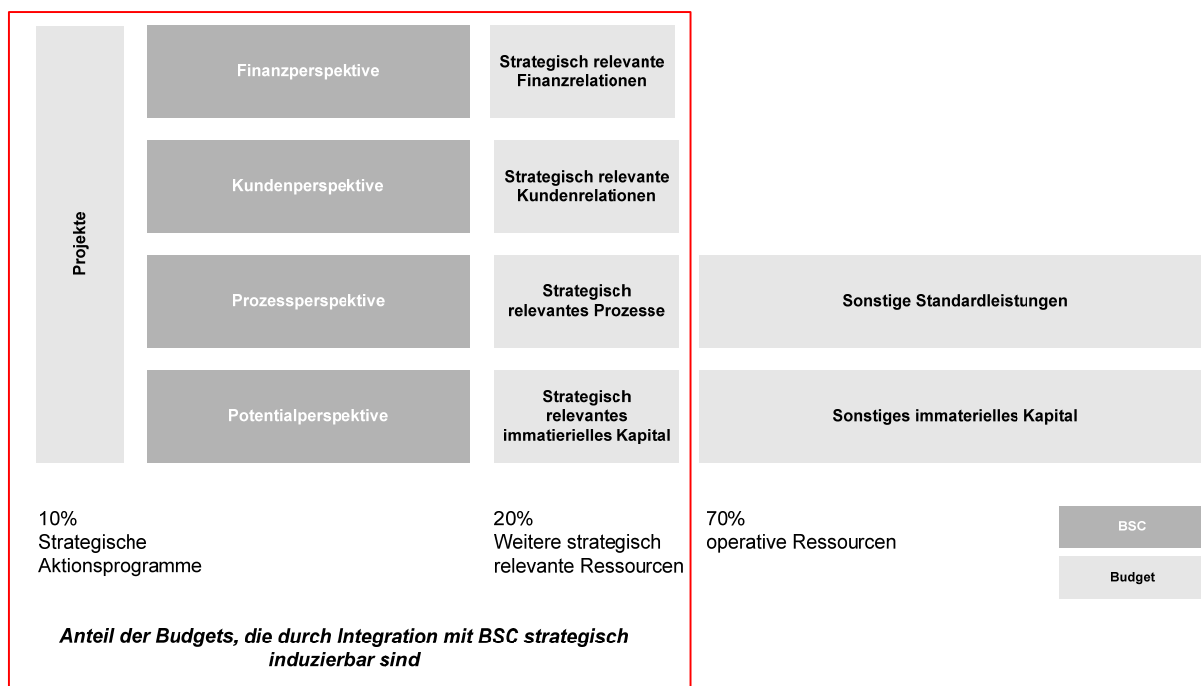 Projekte
Finanzperspektive
Strategisch relevante
Finanzrelationen
Kundenperspektive
Strategisch relevante
Kundenrelationen
Prozessperspektive
Strategisch
relevantes Prozesse
Sonstige Standardleistungen
Potentialperspektive
Strategisch
relevantes
immatierielles Kapital
Sonstiges immaterielles Kapital
10%
Strategische
Aktionsprogramme
20%
Weitere strategisch
relevante Ressourcen
70%
operative Ressourcen
BSC
Budget
Anteil der Budgets, die durch Integration mit BSC strategisch
induzierbar sind